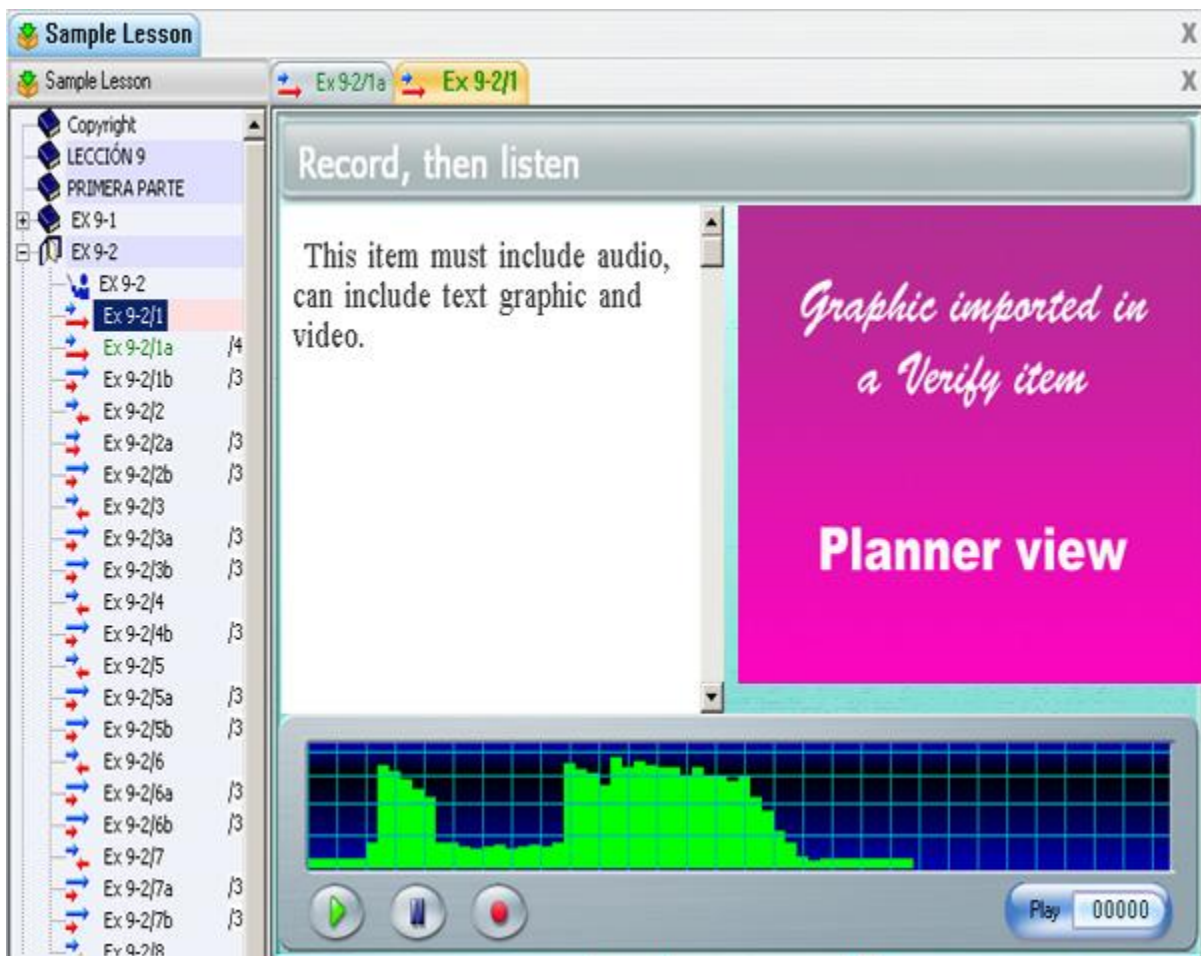 Sample Lesson
X
Sample Lesson
Ex 9-2/1a
Ex 9-2/1
X
Copyright
LECCIÓN 9
PRIMERA PARTE
EX 9-1
EX 9-2
EX 9-2
Ex 9-2/1
Ex 9-2/1a /4
Ex 9-2/1b /3
Ex 9-2/2
Ex 9-2/2a /3
Ex 9-2/2b /3
Ex 9-2/3
Ex 9-2/3a /3
Ex 9-2/3b /3
Ex 9-2/4
Ex 9-2/4b /3
Ex 9-2/5
Ex 9-2/5a /3
Ex 9-2/5b /3
Ex 9-2/6
Ex 9-2/6a /3
Ex 9-2/6b /3
Ex 9-2/7
Ex 9-2/7a /3
Ex 9-2/7b /3
Ex 9-2/8
Record, then listen
This item must include audio,
can include text graphic and
video.
Graphic imported in
a Verify item
Planner view
Play 00000